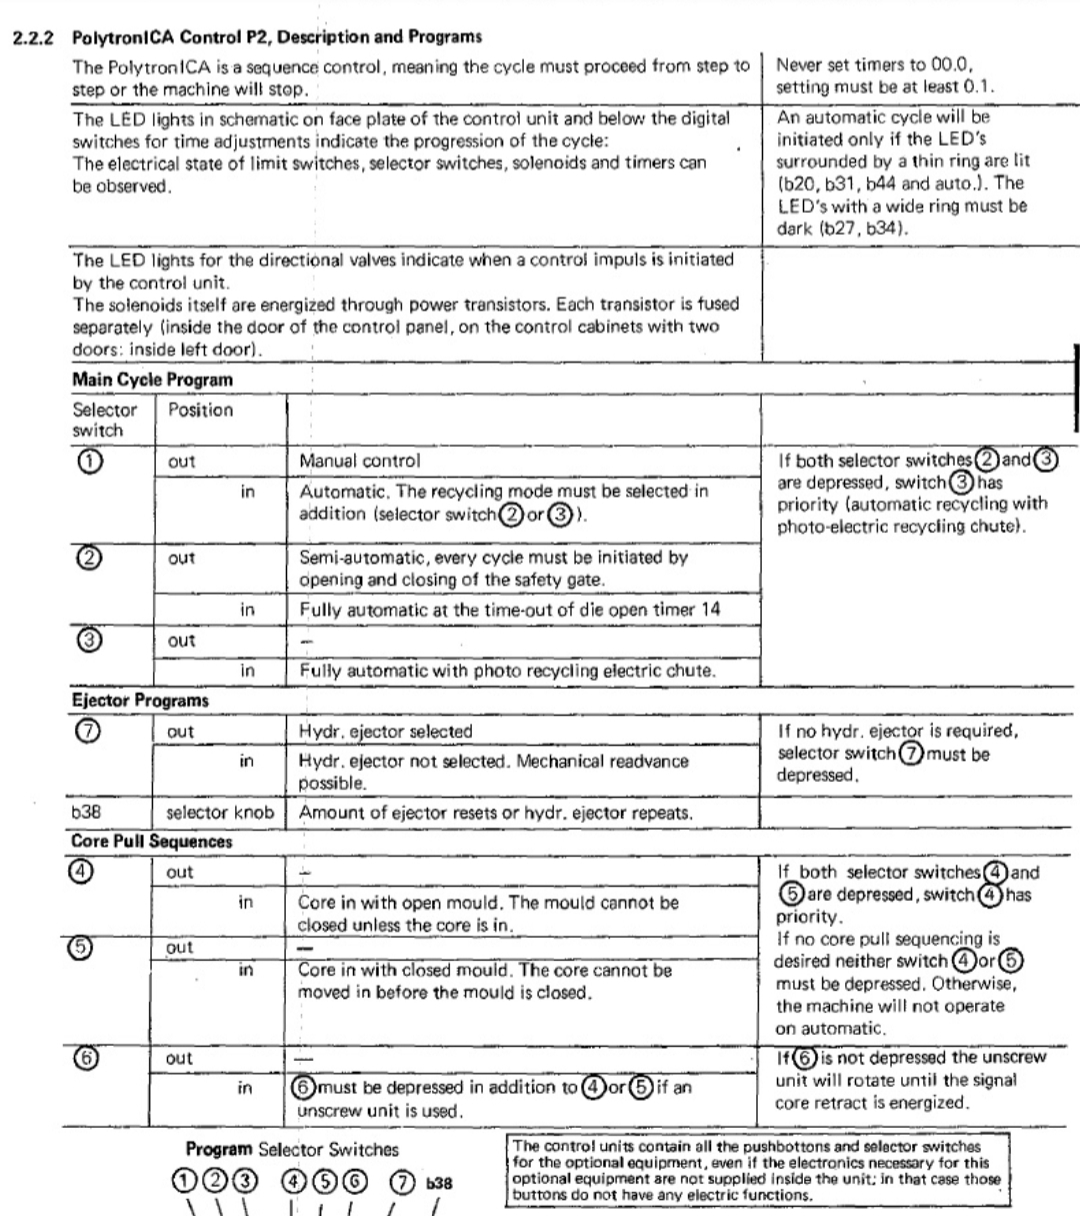 2.2.2 PolytronICA Control P2, Description and Programs
The PolytronICA is a sequence control, meaning the cycle must proceed from step to
step or the machine will stop.
Never set timers to 00.0,
setting must be at least 0.1.
The LED lights in schematic on face plate of the control unit and below the digital
switches for time adjustments indicate the progression of the cycle:
The electrical state of limit switches, selector switches, solenoids and timers can
be observed.
An automatic cycle will be
initiated only if the LED's
surrounded by a thin ring are lit
(b20, b31, b44 and auto.). The
LED's with a wide ring must be
dark (b27, b34).
The LED lights for the directional valves indicate when a control impuls is initiated
by the control unit.
The solenoids itself are energized through power transistors. Each transistor is fused
separately (inside the door of the control panel, on the control cabinets with two
doors: inside left door).
Main Cycle Program
Selector
switch
Position
① out Manual control
in Automatic. The recycling mode must be selected in
addition (selector switch ② or ③ ).
If both selector switches ② and ③
are depressed, switch ③ has
priority (automatic recycling with
photo-electric recycling chute).
② out Semi-automatic, every cycle must be initiated by
opening and closing of the safety gate.
in Fully automatic at the time-out of die open timer 14
③ out –
in Fully automatic with photo recycling electric chute.
Ejector Programs
⑦ out Hydr. ejector selected
in Hydr. ejector not selected. Mechanical readvance
possible.
If no hydr. ejector is required,
selector switch ⑦ must be
depressed.
b38 selector knob Amount of ejector resets or hydr. ejector repeats.
Core Pull Sequences
④ out –
in Core in with open mould. The mould cannot be
closed unless the core is in.
⑤ out —
in Core in with closed mould. The core cannot be
moved in before the mould is closed.
If both selector switches ④ and
⑤ are depressed, switch ④ has
priority.
If no core pull sequencing is
desired neither switch ④ or ⑤
must be depressed. Otherwise,
the machine will not operate
on automatic.
⑥ out —
in ⑥ must be depressed in addition to ④ or ⑤ if an
unscrew unit is used.
If ⑥ is not depressed the unscrew
unit will rotate until the signal
core retract is energized.
Program Selector Switches
① ② ③ ④ ⑤ ⑥ ⑦ b38
The control units contain all the pushbottons and selector switches
for the optional equipment, even if the electronics necessary for this
optional equipment are not supplied inside the unit; in that case those
buttons do not have any electric functions.